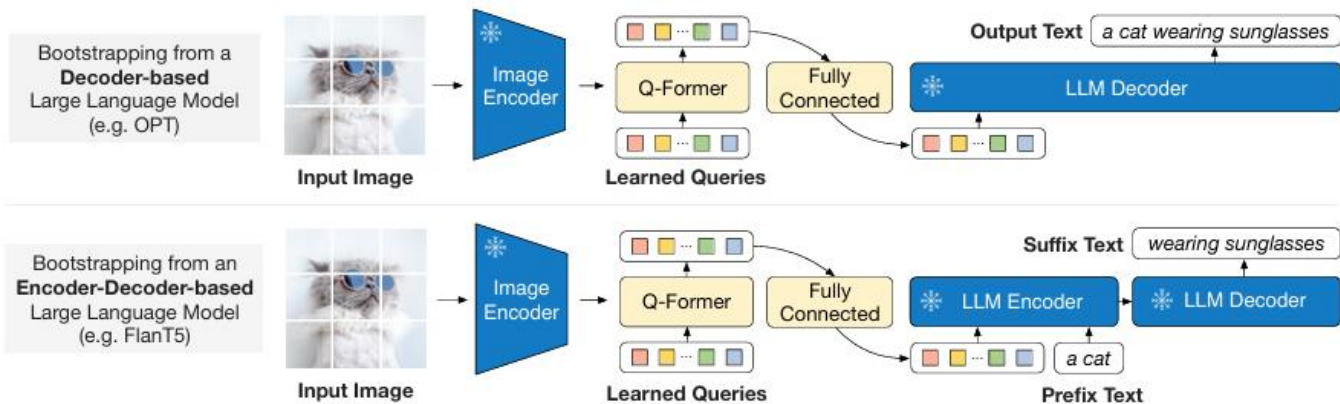 Bootstrapping from a
Decoder-based
Large Language Model
(e.g. OPT)
Input Image
Image
Encoder
Q-Former
Learned Queries
Fully
Connected
Output Text
a cat wearing sunglasses
LLM Decoder
Bootstrapping from an
Encoder-Decoder-based
Large Language Model
(e.g. FlanT5)
Input Image
Image
Encoder
Q-Former
Learned Queries
Fully
Connected
Suffix Text
wearing sunglasses
LLM Encoder
LLM Decoder
a cat
Prefix Text